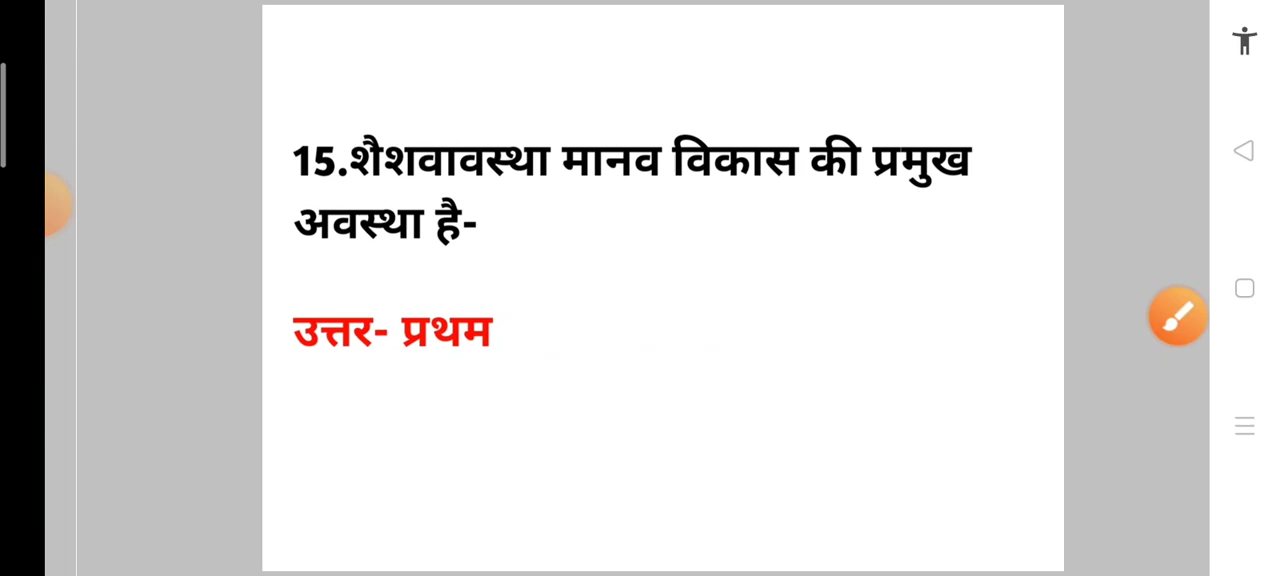 15.शैशवावस्था मानव विकास की प्रमुख
अवस्था है-
उत्तर- प्रथम